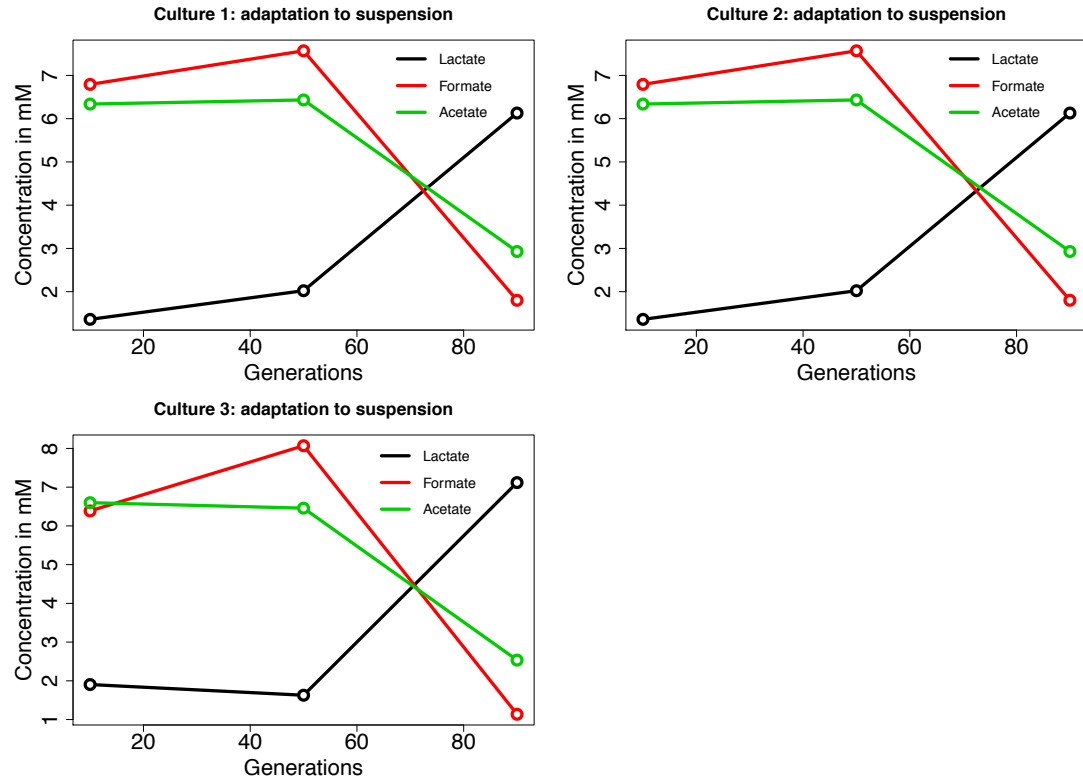 Culture 1: adaptation to suspension
Concentration in mM
7
6
5
4
3
2
Lactate
Formate
Acetate
20
40
60
80
Generations
Culture 2: adaptation to suspension
Concentration in mM
7
6
5
4
3
2
Lactate
Formate
Acetate
20
40
60
80
Generations
Culture 3: adaptation to suspension
Concentration in mM
8
7
6
5
4
3
2
1
Lactate
Formate
Acetate
20
40
60
80
Generations